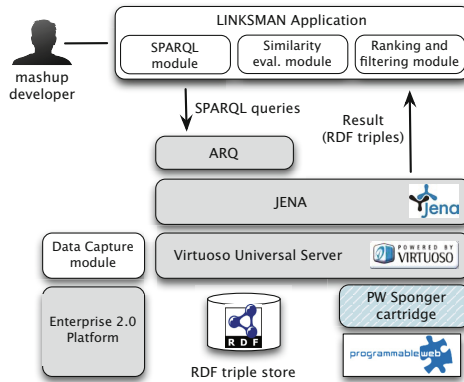 LINKSMAN Application
SPARQL
module
Similarity
eval. module
Ranking and
filtering module
mashup
developer
SPARQL queries
Result
(RDF triples)
ARQ
JENA
Jena
Data Capture
module
Virtuoso Universal Server
POWERED BY
VIRTUOSO
Enterprise 2.0
Platform
RDF
RDF triple store
PW Sponger
cartridge
programmableweb